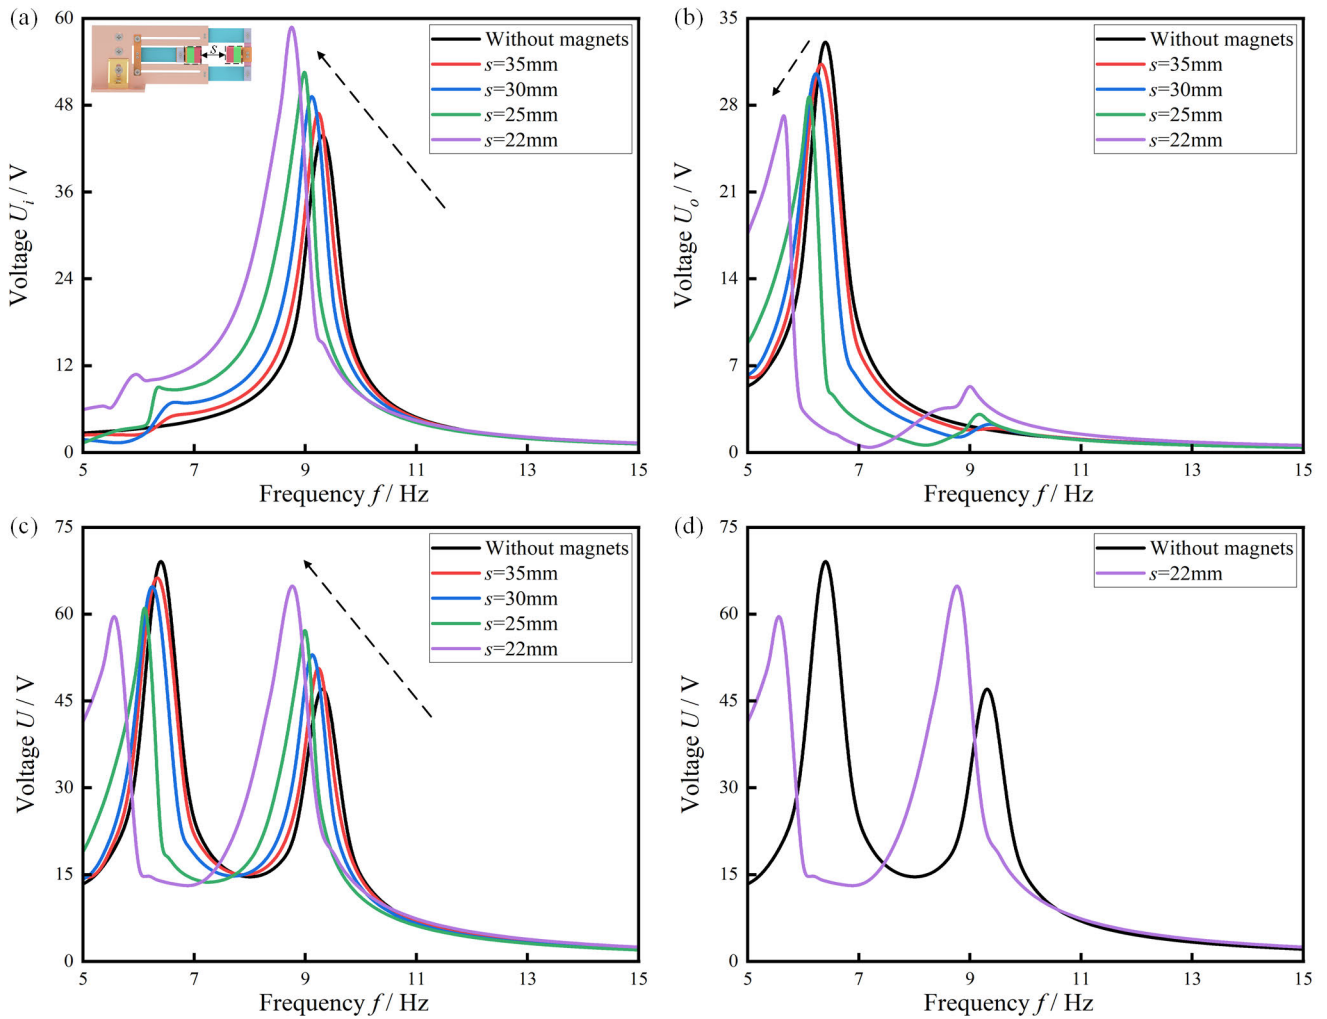 (a)
60
48
36
24
12
0
Voltage U_i / V
s
Without magnets
s=35mm
s=30mm
s=25mm
s=22mm
5 7 9 11 13 15
Frequency f / Hz
(b)
35
28
21
14
7
0
Voltage U_o / V
Without magnets
s=35mm
s=30mm
s=25mm
s=22mm
5 7 9 11 13 15
Frequency f / Hz
(c)
75
60
45
30
15
0
Voltage U / V
Without magnets
s=35mm
s=30mm
s=25mm
s=22mm
5 7 9 11 13 15
Frequency f / Hz
(d)
75
60
45
30
15
0
Voltage U / V
Without magnets
s=22mm
5 7 9 11 13 15
Frequency f / Hz